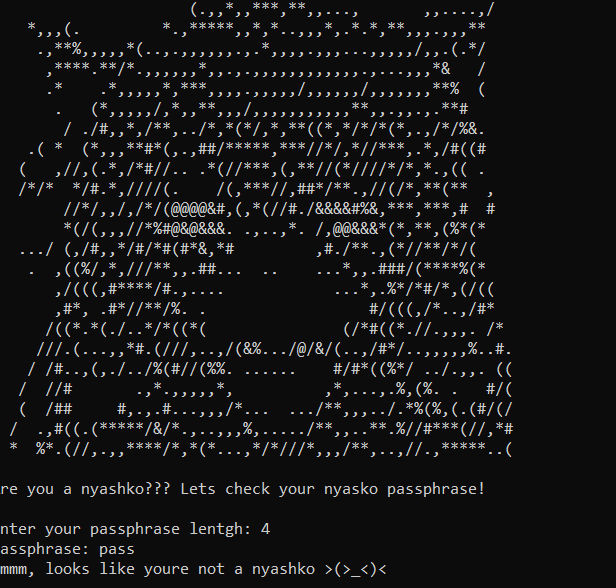 re you a nyashko??? Lets check your nyasko passphrase!
nter your passphrase lentgh: 4
assphrase: pass
mmm, looks like youre not a nyashko >(>_<)<